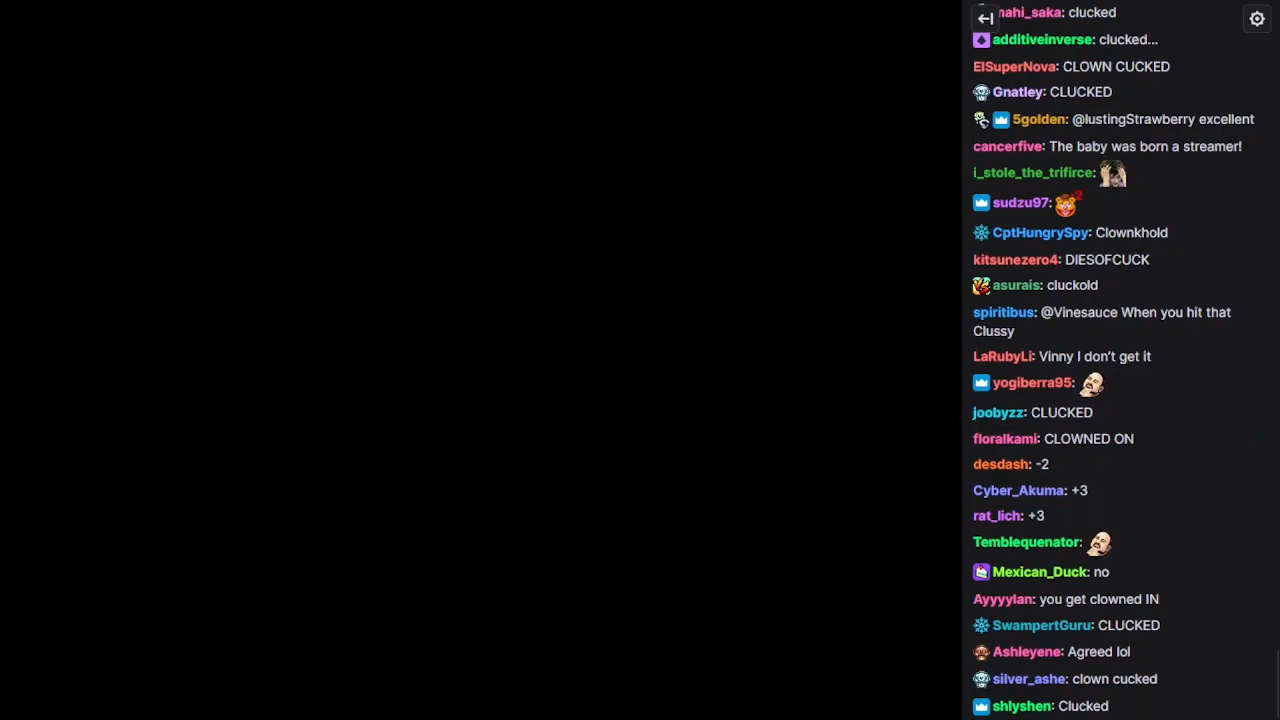 mahi_saka: clucked
additiveinverse: clucked...
ElSuperNova: CLOWN CUCKED
Gnatley: CLUCKED
5golden: @lustingStrawberry excellent
cancerfive: The baby was born a streamer!
i_stole_the_trifirce:
sudzu97: 2
CptHungrySpy: Clownkhold
kitsunezero4: DIESOFCUCK
asurais: cluckold
spiritibus: @Vinesauce When you hit that
Clussy
LaRubyLi: Vinny I don’t get it
yogiberra95:
joobyzz: CLUCKED
floralkami: CLOWNED ON
desdash: -2
Cyber_Akuma: +3
rat_lich: +3
Temblequenator:
Mexican_Duck: no
Ayyyylan: you get clowned IN
SwampertGuru: CLUCKED
Ashleyene: Agreed lol
silver_ashe: clown cucked
shlyshen: Clucked